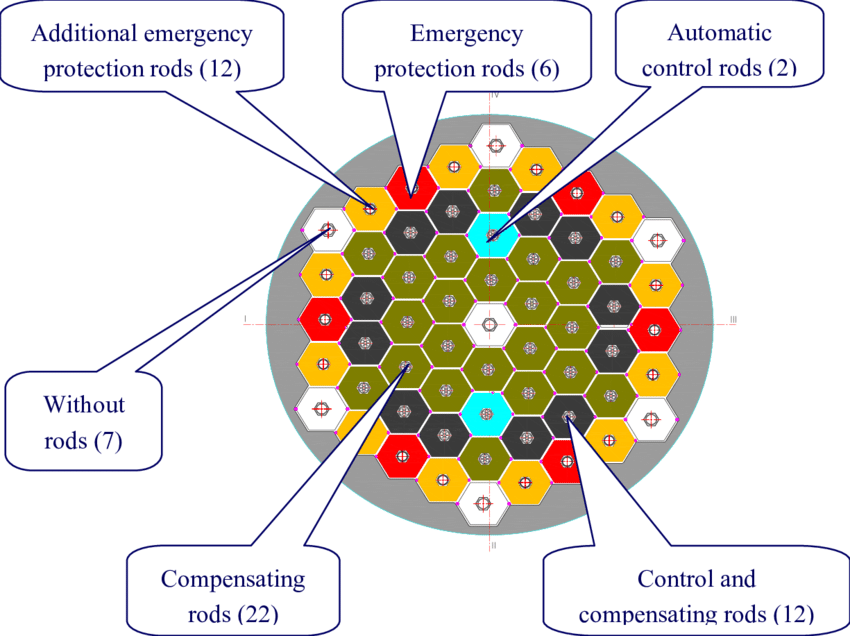 Additional emergency
protection rods (12)
Emergency
protection rods (6)
Automatic
control rods (2)
IV
I
III
Without
rods (7)
II
Compensating
rods (22)
Control and
compensating rods (12)